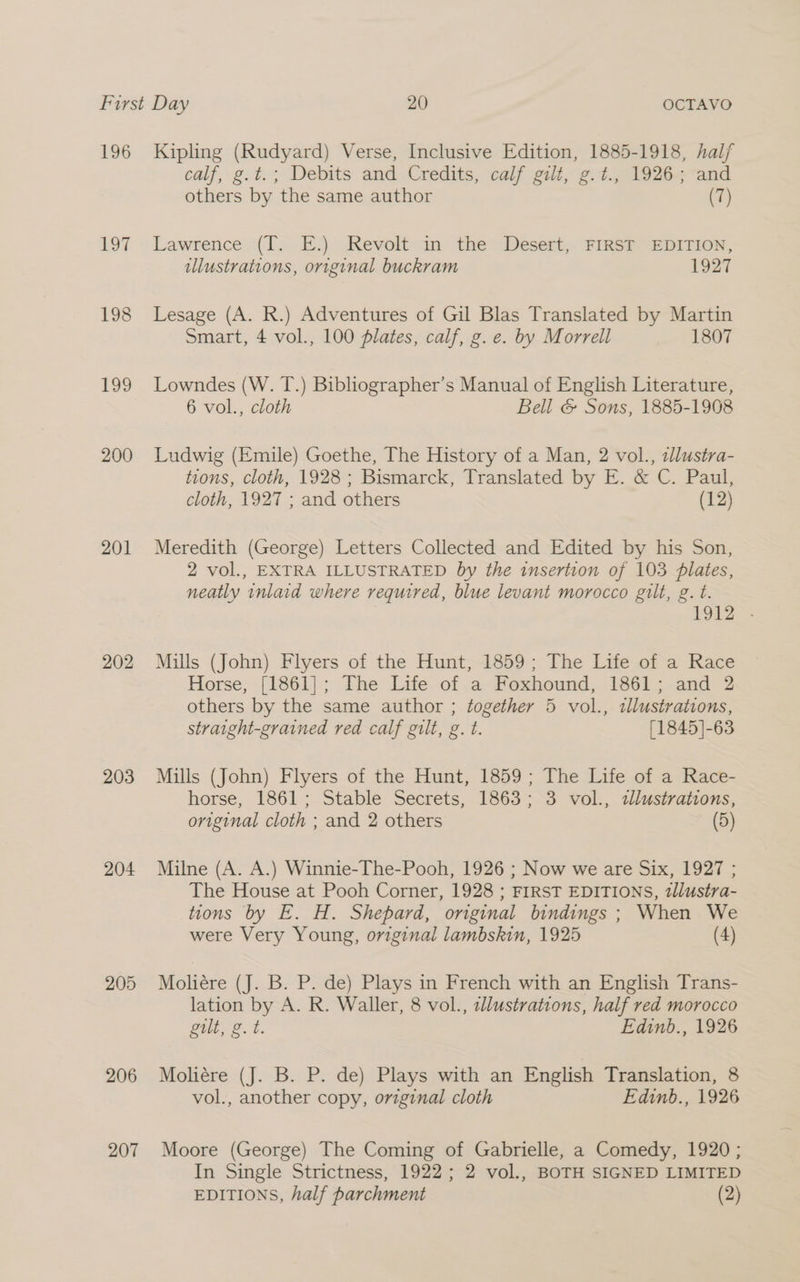 First Day 20 OCTAVO
196 Kipling (Rudyard) Verse, Inclusive Edition, 1885-1918, half
calf, g.t.; Debits and Credits, calf gilt, g.t., 1926; and
others by the same author (7)
197 Lawrence (T. E.) Revolt in the Desert, FIRST EDITION,
illustrations, original buckram 1927
198 Lesage (A. R.) Adventures of Gil Blas Translated by Martin
Smart, 4 vol., 100 plates, calf, g. e. by Morrell 1807
199 Lowndes (W. T.) Bibliographer's Manual of English Literature,
6 vol., cloth Bell & Sons, 1885-1908
200 Ludwig (Emile) Goethe, The History of a Man, 2 vol., illustra-
tions, cloth, 1928 ; Bismarck, Translated by E. & C. Paul,
cloth, 1927 ; and others (12)
201 Meredith (George) Letters Collected and Edited by his Son,
2 vol., EXTRA ILLUSTRATED by the insertion of 103 plates,
neatly inlaid where required, blue levant morocco gilt, g. t.
1912
202 Mills (John) Flyers of the Hunt, 1859 ; The Life of a Race
Horse, [1861] ; The Life of a Foxhound, 1861 ; and 2
others by the same author ; together 5 vol., illustrations,
straight-grained red calf gilt, g. t. [1845]-63
203 Mills (John) Flyers of the Hunt, 1859 ; The Life of a Race-
horse, 1861 ; Stable Secrets, 1863 ; 3 vol., illustrations,
original cloth ; and 2 others (5)
204 Milne (A. A.) Winnie-The-Pooh, 1926 ; Now we are Six, 1927 ;
The House at Pooh Corner, 1928 ; FIRST EDITIONS, illustra-
tions by E. H. Shepard, original bindings ; When We
were Very Young, original lambskin, 1925 (4)
205 Moliére (J. B. P. de) Plays in French with an English Trans-
lation by A. R. Waller, 8 vol., illustrations, half red morocco
gilt, g. t. Edinb., 1926
206 Moliére (J. B. P. de) Plays with an English Translation, 8
vol., another copy, original cloth Edinb., 1926
207 Moore (George) The Coming of Gabrielle, a Comedy, 1920 ;
In Single Strictness, 1922 ; 2 vol., BOTH SIGNED LIMITED
EDITIONS, half parchment (2)